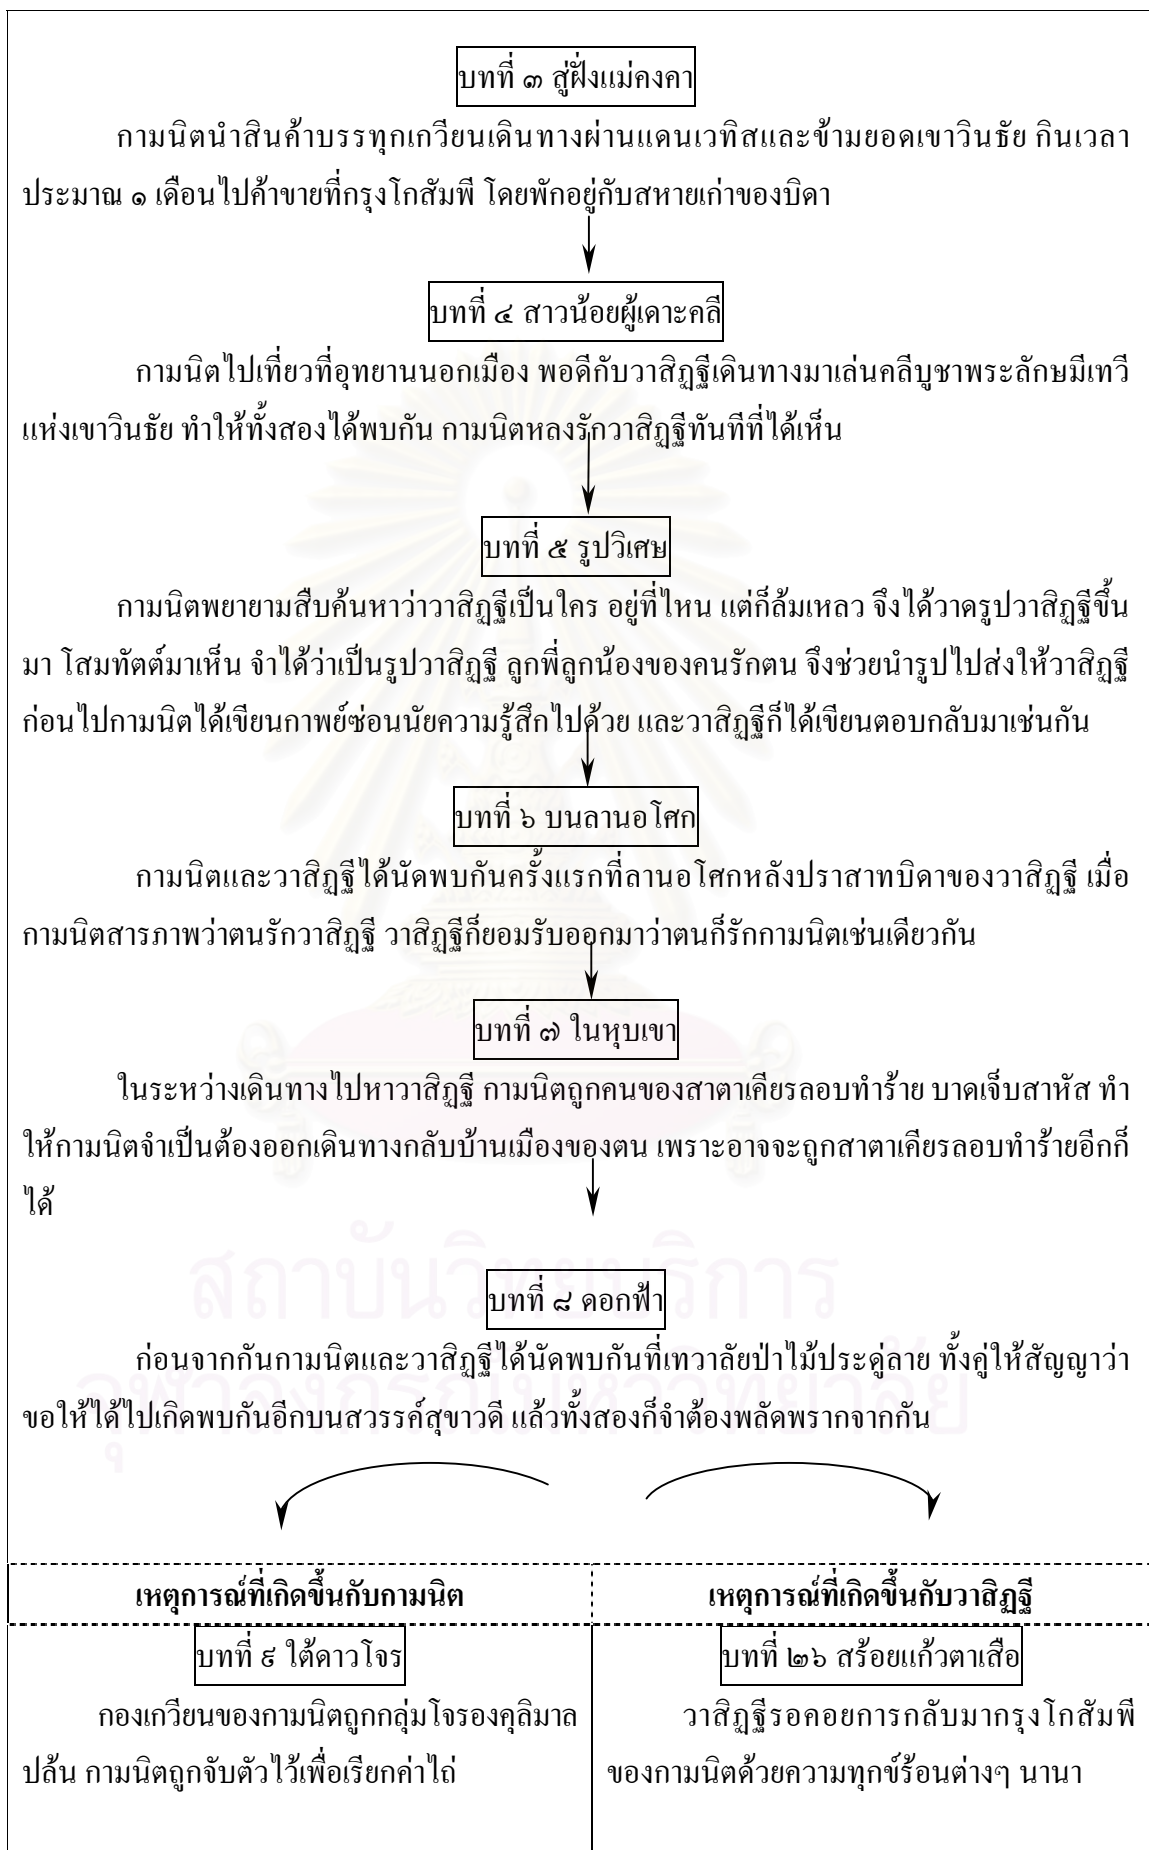 บทที่ ๓ สู่ฝั่งแม่คงคา
กามนิตนำสินค้าบรรทุกเกวียนเดินทางผ่านแดนเวทิสและข้ามยอดเขาวินธัย กินเวลา
ประมาณ ๑ เดือนไปค้าขายที่กรุงโกสัมพี โดยพักอยู่กับสหายเก่าของบิดา
บทที่ ๔ สาวน้อยผู้เดาะคลี
กามนิตไปเที่ยวที่อุทยานนอกเมือง พอดีกับวาสิฏฐีเดินทางมาเล่นคลีบูชาพระลักษมีเทวี
แห่งเขาวินธัย ทำให้ทั้งสองได้พบกัน กามนิตหลงรักวาสิฏฐีทันทีที่ได้เห็น
บทที่ ๕ รูปวิเศษ
กามนิตพยายามสืบค้นหาว่าวาสิฏฐีเป็นใคร อยู่ที่ไหน แต่ก็ล้มเหลว จึงได้วาดรูปวาสิฏฐีขึ้น
มา โสมทัตต์มาเห็น จำได้ว่าเป็นรูปวาสิฏฐี ลูกพี่ลูกน้องของคนรักตน จึงช่วยนำรูปไปส่งให้วาสิฏฐี
ก่อนไปกามนิตได้เขียนกาพย์ซ่อนนัยความรู้สึกไปด้วย และวาสิฏฐีก็ได้เขียนตอบกลับมาเช่นกัน
บทที่ ๖ บนลานอโศก
กามนิตและวาสิฏฐีได้นัดพบกันครั้งแรกที่ลานอโศกหลังปราสาทบิดาของวาสิฏฐี เมื่อ
กามนิตสารภาพว่าตนรักวาสิฏฐี วาสิฏฐีก็ยอมรับออกมาว่าตนก็รักกามนิตเช่นเดียวกัน
บทที่ ๗ ในหุบเขา
ในระหว่างเดินทางไปหาวาสิฏฐี กามนิตถูกคนของสาตาเคียรลอบทำร้าย บาดเจ็บสาหัส ทำ
ให้กามนิตจำเป็นต้องออกเดินทางกลับบ้านเมืองของตน เพราะอาจจะถูกสาตาเคียรลอบทำร้ายอีกก็
ได้
สถาบันวิทยบริการ
บทที่ ๘ ดอกฟ้า
ก่อนจากกันกามนิตและวาสิฏฐีได้นัดพบกันที่เทวาลัยป่าไม้ประดู่ลาย ทั้งคู่ให้สัญญาว่า
จุฬาลงกรณ์มหาวิทยาลัย
ขอให้ได้ไปเกิดพบกันอีกบนสวรรค์สุขาวดี แล้วทั้งสองก็จำต้องพลัดพรากจากกัน
เหตุการณ์ที่เกิดขึ้นกับกามนิต
บทที่ ๙ ใต้ดาวโจร
กองเกวียนของกามนิตถูกกลุ่มโจรองคุลิมาล
ปล้น กามนิตถูกจับตัวไว้เพื่อเรียกค่าไถ่
เหตุการณ์ที่เกิดขึ้นกับวาสิฏฐี
บทที่ ๒๖ สร้อยแก้วตาเสือ
วาสิฏฐีรอคอยการกลับมากรุงโกสัมพี
ของกามนิตด้วยความทุกข์ร้อนต่างๆ นานา